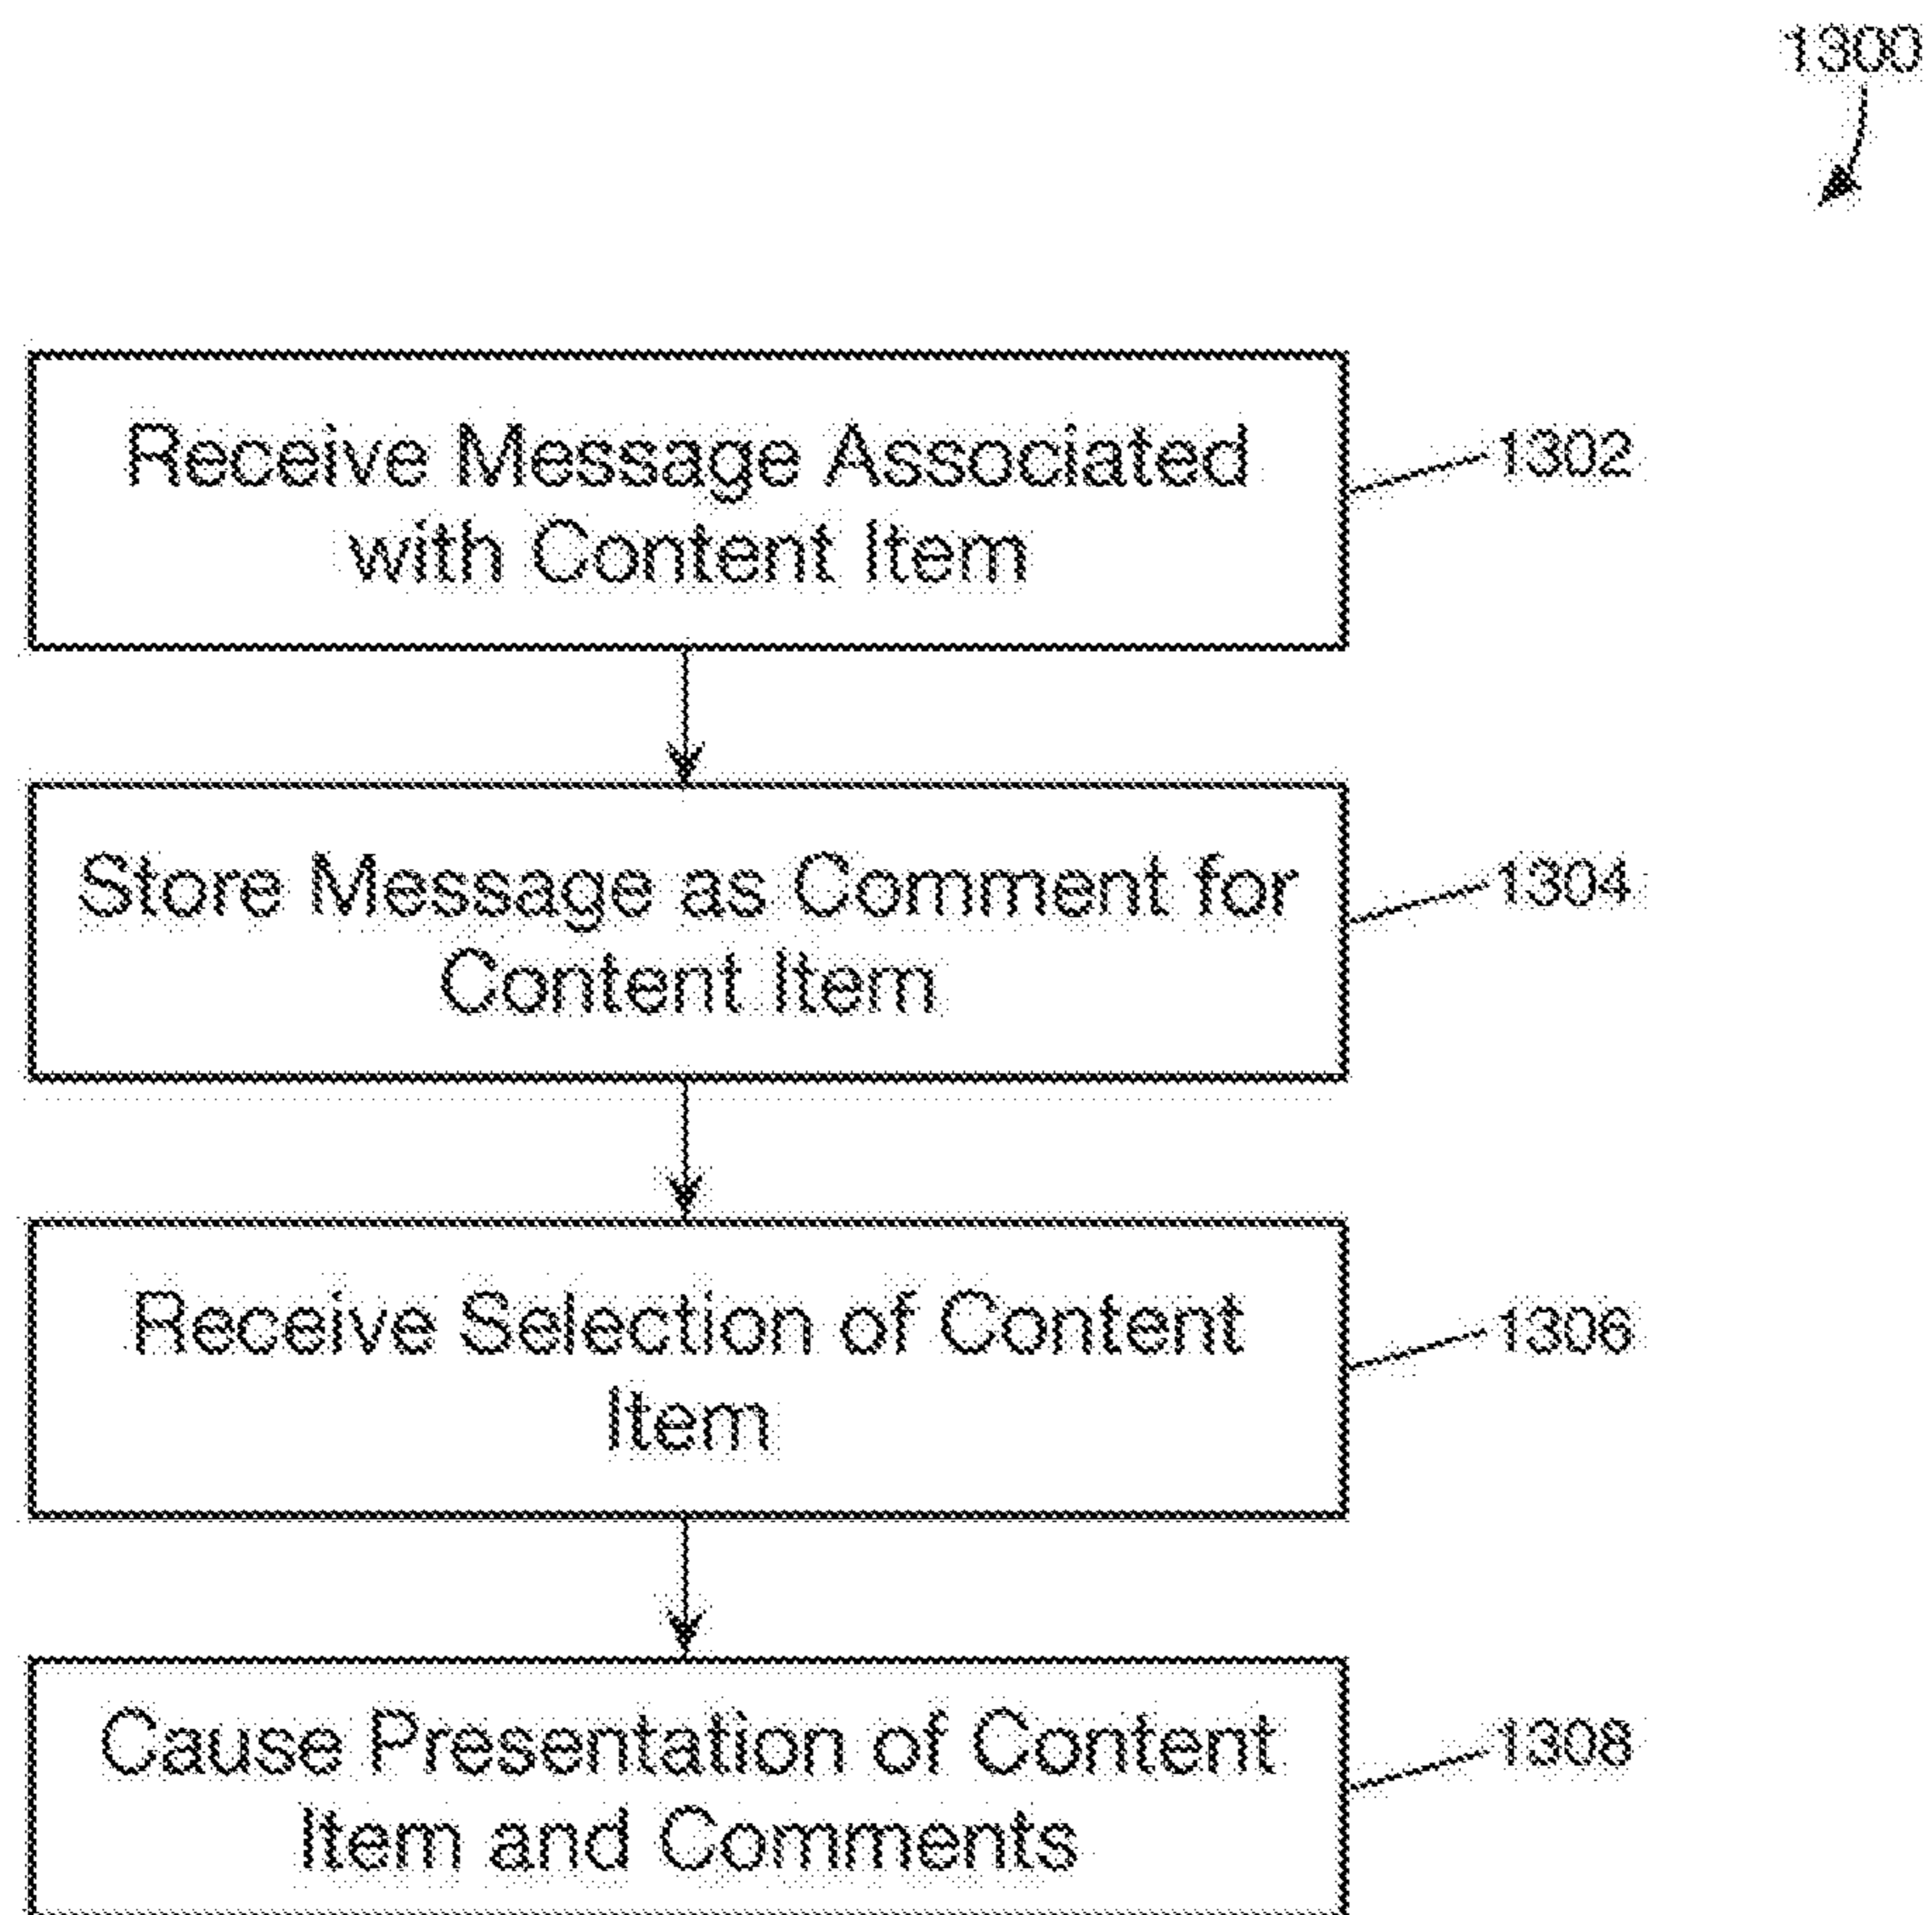 1300
Receive Message Associated
with Content Item
1302
Store Message as Comment for
Content Item
1304
Receive Selection of Content
Item
1306
Cause Presentation of Content
Item and Comments
1308